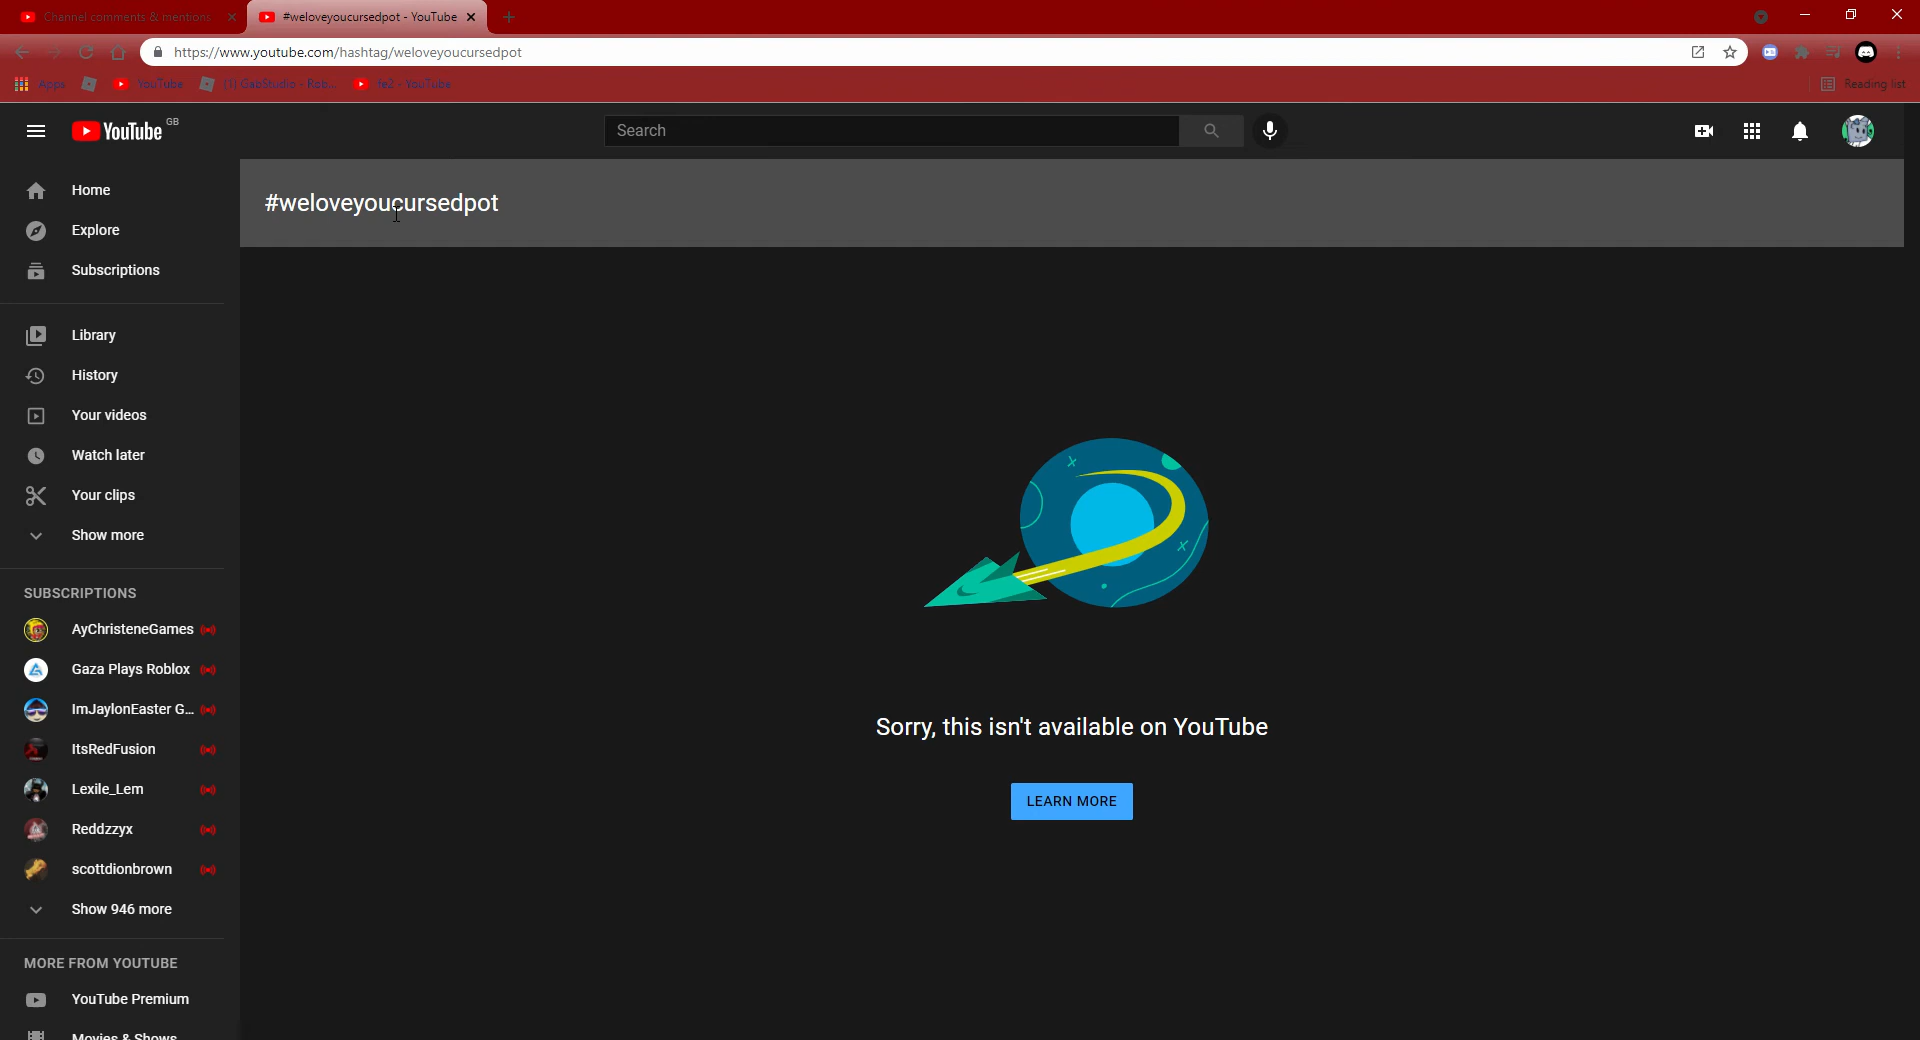 Channel comments & mentions
#weloveyoucursedpot - YouTube
https://www.youtube.com/hashtag/weloveyoucursedpot
Apps
YouTube
[1] GabStudio - Rob...
fe2 - YouTube
Reading list
YouTube GB
Search
Home
Explore
Subscriptions
Library
History
Your videos
Watch later
Your clips
Show more
SUBSCRIPTIONS
AyChristeneGames
Gaza Plays Roblox
ImJaylonEaster G...
ItsRedFusion
Lexile_Lem
Reddzzyx
scottdionbrown
Show 946 more
MORE FROM YOUTUBE
YouTube Premium
Movies & Shows
#weloveyoucursedpot
Sorry, this isn't available on YouTube
LEARN MORE